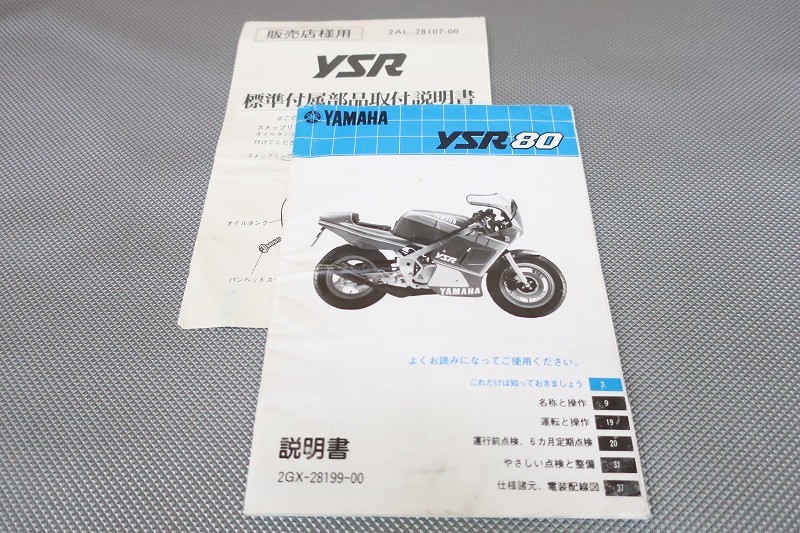 販売店様用
2AL-28107-00
YSR
標準付属部品取付説明書
ストップリン
オイルタンク
付けてくださ
ストップリング
オイルタンク
パンヘッドス
YAMAHA
YSR80
YAMAHA
YSR
YAMAHA
よくお読みになってご使用ください。
これだけは知っておきましょう 3
名称と操作 9
運転と操作 19
運行前点検、6カ月定期点検 20
やさしい点検と整備 31
仕様諸元、電装配線図 37
説明書
2GX-28199-00